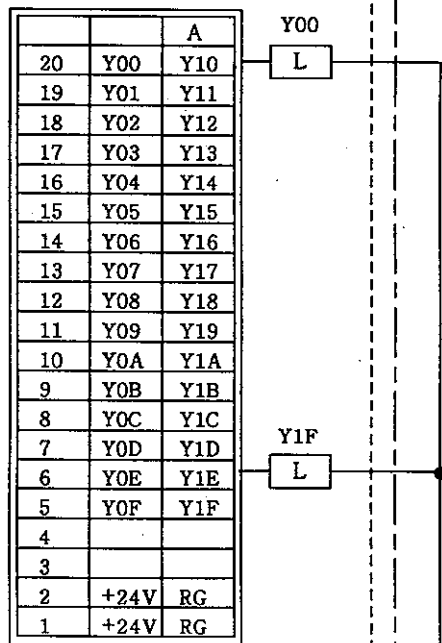 A
20 Y00 Y10
19 Y01 Y11
18 Y02 Y12
17 Y03 Y13
16 Y04 Y14
15 Y05 Y15
14 Y06 Y16
13 Y07 Y17
12 Y08 Y18
11 Y09 Y19
10 Y0A Y1A
9 Y0B Y1B
8 Y0C Y1C
7 Y0D Y1D
6 Y0E Y1E
5 Y0F Y1F
4
3
2 +24V RG
1 +24V RG
Y00
L
Y1F
L